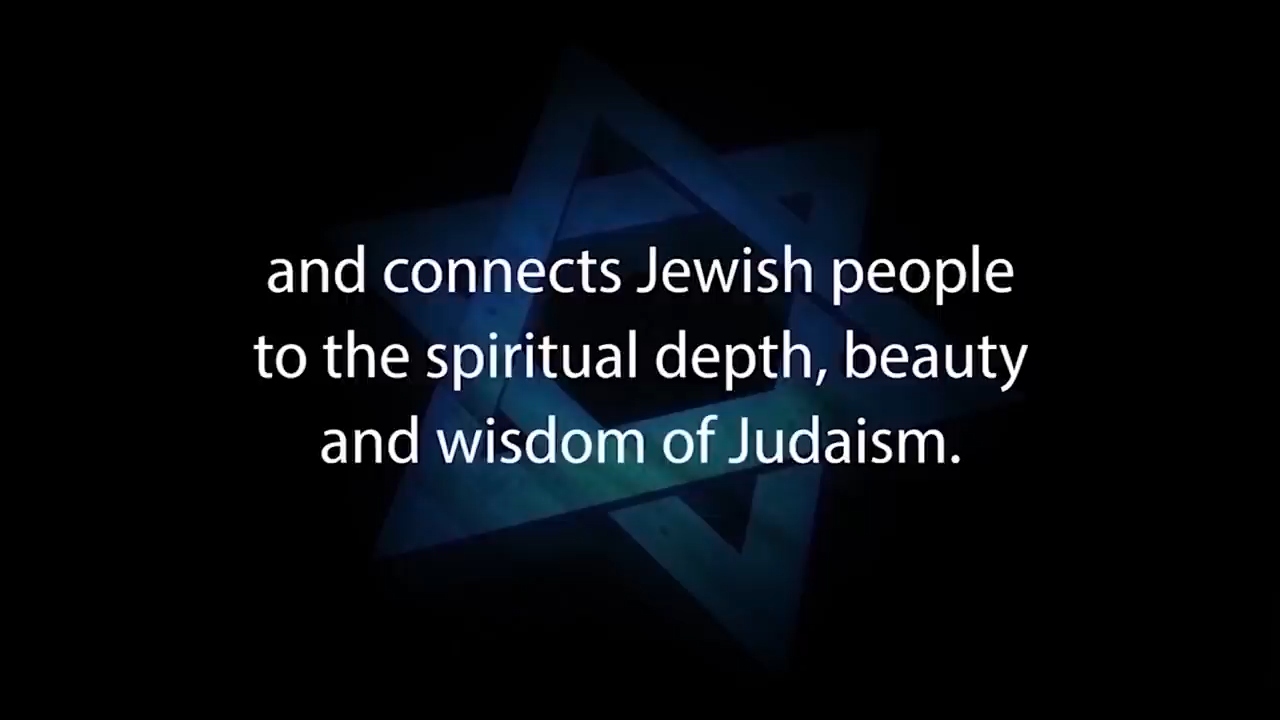 and connects Jewish people
to the spiritual depth, beauty
and wisdom of Judaism.